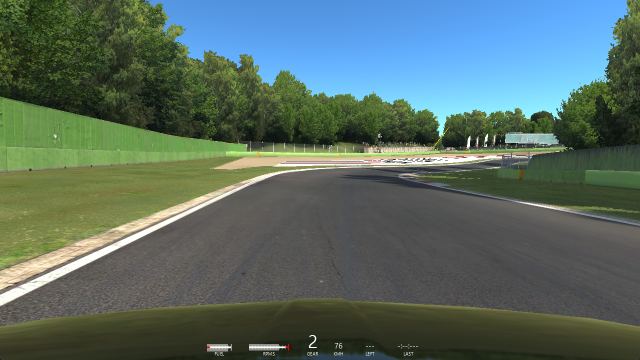 2 76 --- --:---
FUEL RPMS GEAR KMH LEFT LAST